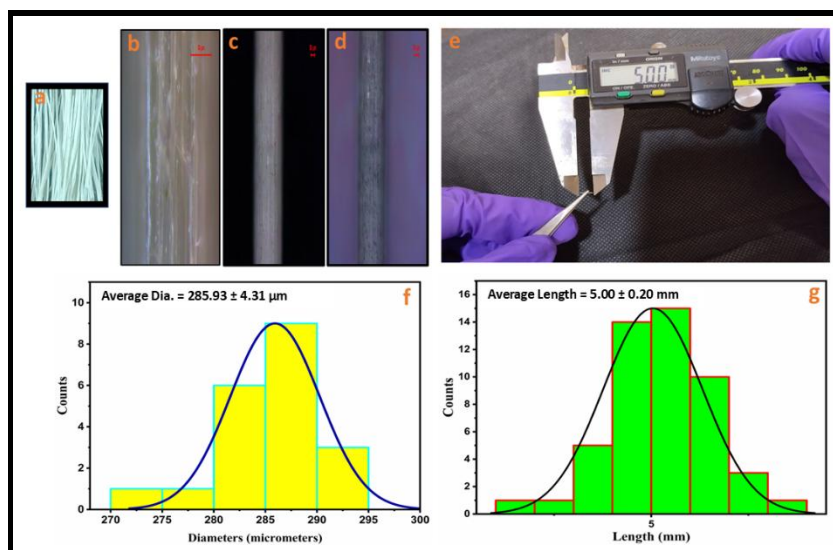 a
b
c
d
e
500
Mitutoyo
Average Dia. = 285.93 ± 4.31 µm
f
10
8
6
4
2
0
Counts
270 275 280 285 290 295 300
Diameters (micrometers)
Average Length = 5.00 ± 0.20 mm
g
16
14
12
10
8
6
4
2
0
Counts
5
Length (mm)